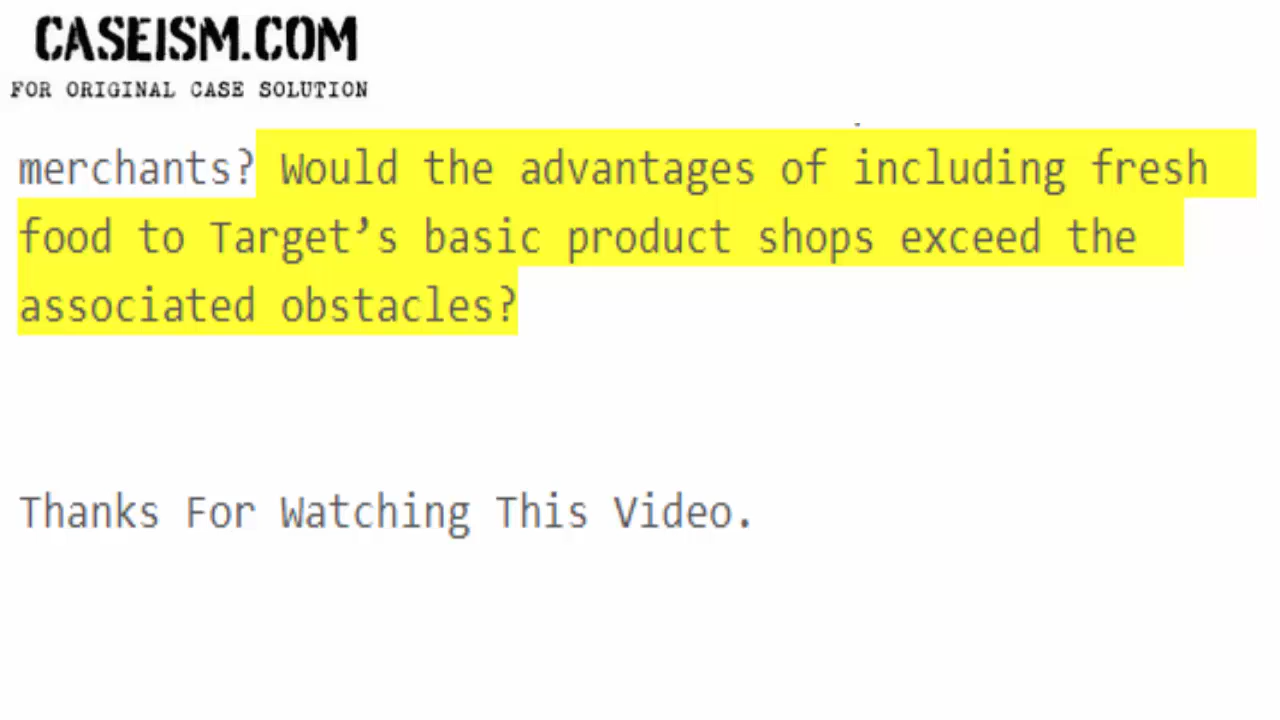 CASEISM.COM
FOR ORIGINAL CASE SOLUTION
merchants? Would the advantages of including fresh
food to Target’s basic product shops exceed the
associated obstacles?
Thanks For Watching This Video.